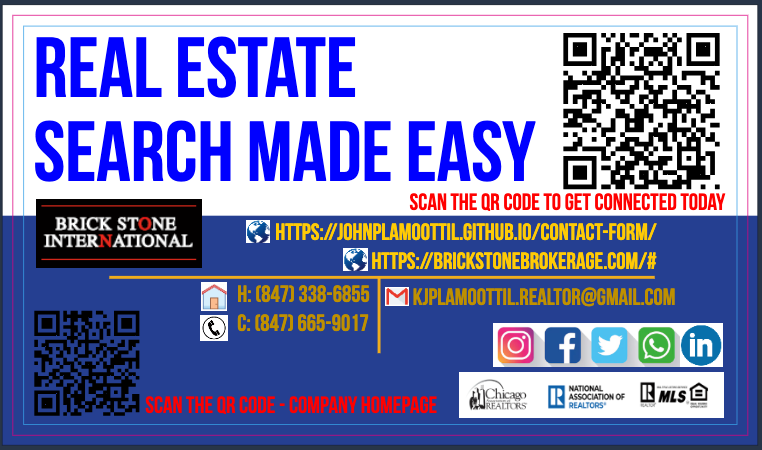 REAL ESTATE
SEARCH MADE EASY
SCAN THE QR CODE TO GET CONNECTED TODAY
BRICK STONE
INTERNATIONAL
HTTPS://JOHNPLAMOOTTIL.GITHUB.IO/CONTACT-FORM/
HTTPS://BRICKSTONEBROKERAGE.COM/#
H: (847) 338-6855
C: (847) 665-9017
KJPLAMOOTTIL.REALTOR@GMAIL.COM
in
Chicago
REALTORS®
NATIONAL
ASSOCIATION OF
REALTORS®
REALTOR®
MLS
SCAN THE QR CODE - COMPANY HOMEPAGE